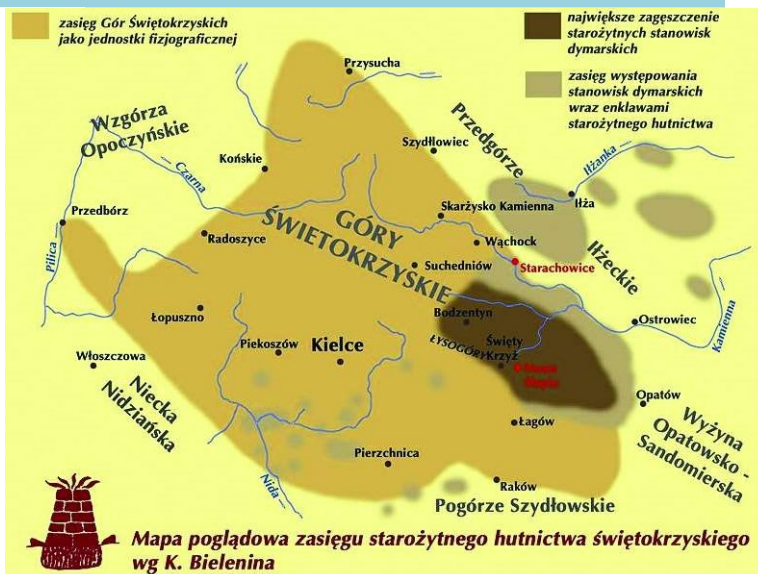 zasięg Gór Świętokrzyskich
jako jednostki fizjograficznej
największe zagęszczenie
starożytnych stanowisk
dymarskich
zasięg występowania
stanowisk dymarskich
wraz enklawami
starożytnego hutnictwa
Przysucha
Wzgórza
Opoczyńskie
Czarna
Końskie
Szydłlowiec
Przedgórze
Iłżanka
Iłża
Przedbórz
Pilica
Radoszyce
GÓRY
ŚWIĘTOKRZYSKIE
Skarżysko Kamienna
Wąchock
Suchedniów
Starachowice
Iłżeckie
Łopuszno
Bodzentyn
Ostrowiec
Kamienna
Piekoszów
Kielce
ŁYSOGÓRY
Święty
Krzyż
Nowa
Słupia
Włoszczowa
Niecka
Nidziańska
Opatów
Wyżyna
Opatowsko -
Sandomierska
Łagów
Pierzchnica
Nida
Raków
Pogórze Szydłowskie
Mapa poglądowa zasięgu starożytnego hutnictwa świętokrzyskiego
wg K. Bielenina